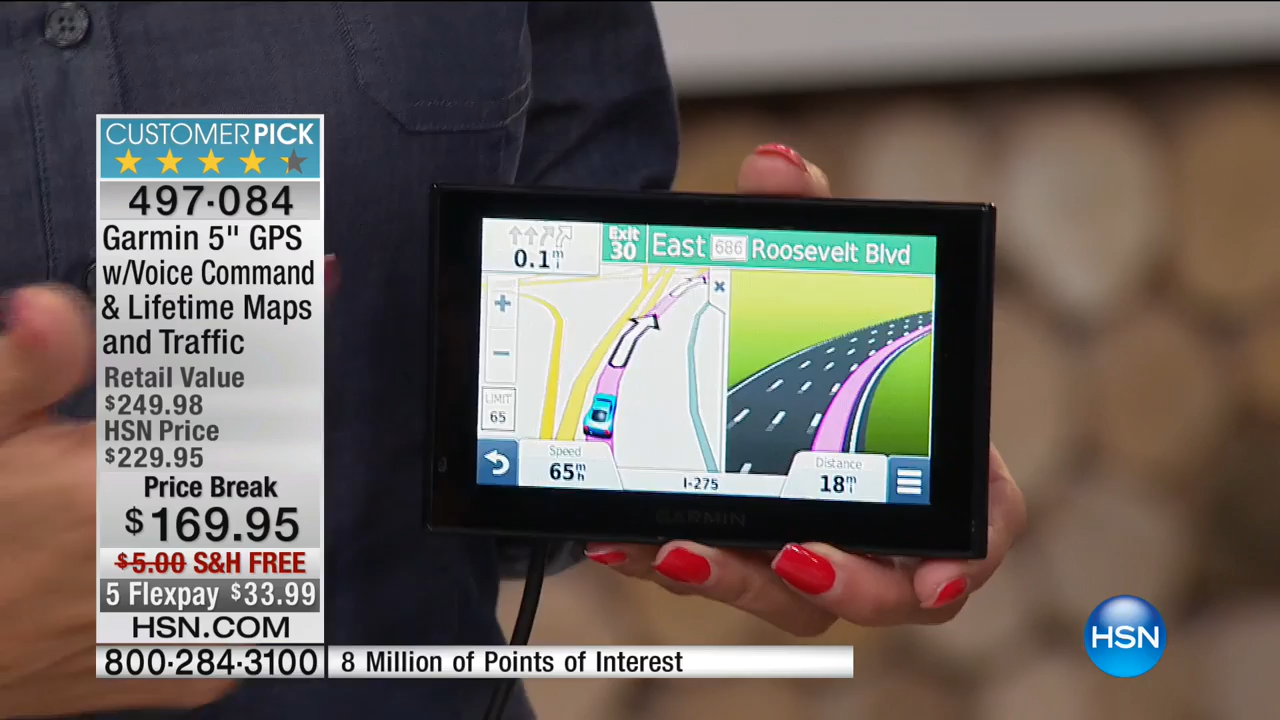 CUSTOMERPICK
497-084
Garmin 5" GPS
w/Voice Command
& Lifetime Maps
and Traffic
Retail Value
$249.98
HSN Price
$229.95
Price Break
$169.95
$5.00 S&H FREE
5 Flexpay $33.99
HSN.COM
800-284-3100
8 Million of Points of Interest
0.1 mi
Exit 30 East 686 Roosevelt Blvd
+
−
LIMIT
65
Speed
65 mh
I-275
Distance
18 mi
GARMIN
HSN